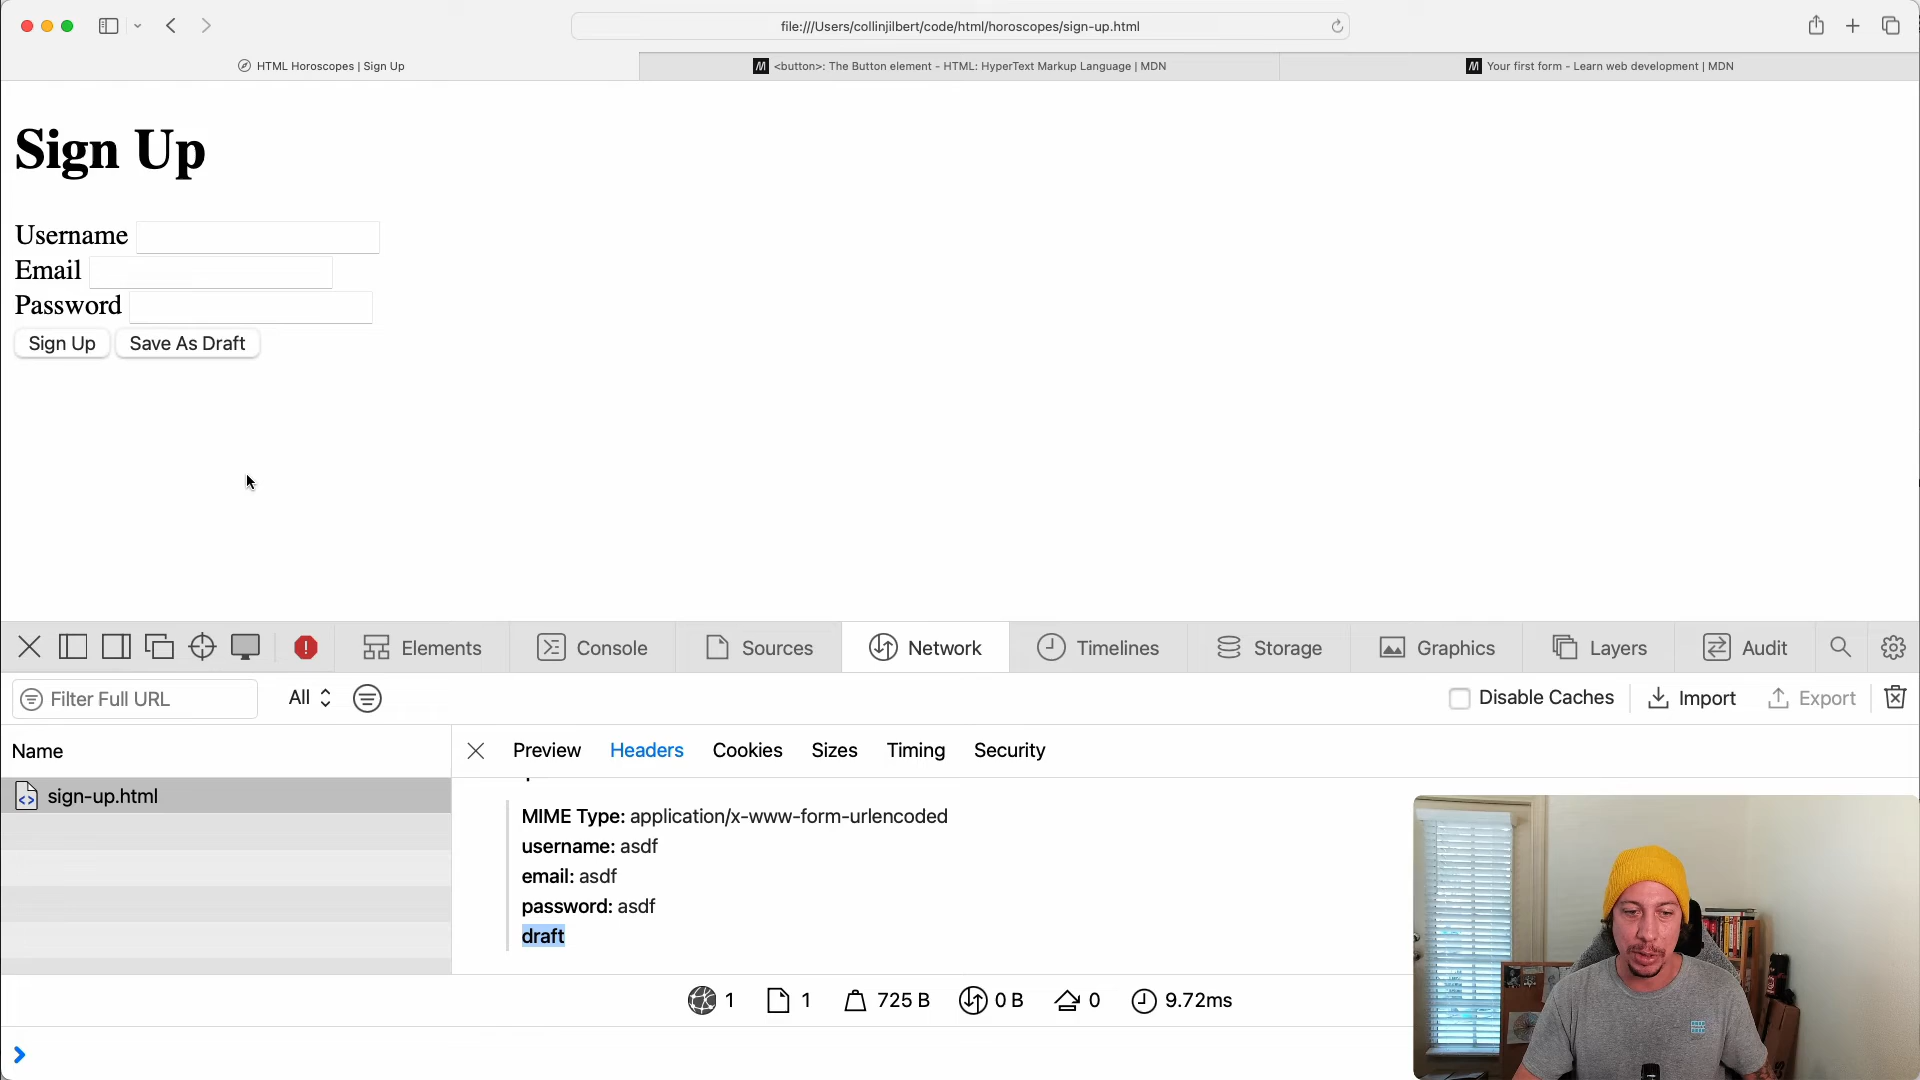 file:///Users/collinjilbert/code/html/horoscopes/sign-up.html
HTML Horoscopes | Sign Up
<button>: The Button element - HTML: HyperText Markup Language | MDN
Your first form - Learn web development | MDN
Sign Up
Username
Email
Password
Sign Up
Save As Draft
Elements
Console
Sources
Network
Timelines
Storage
Graphics
Layers
Audit
Filter Full URL
All
Disable Caches
Import
Export
Name
Preview
Headers
Cookies
Sizes
Timing
Security
sign-up.html
MIME Type: application/x-www-form-urlencoded
username: asdf
email: asdf
password: asdf
draft
1
1
725 B
0 B
0
9.72ms